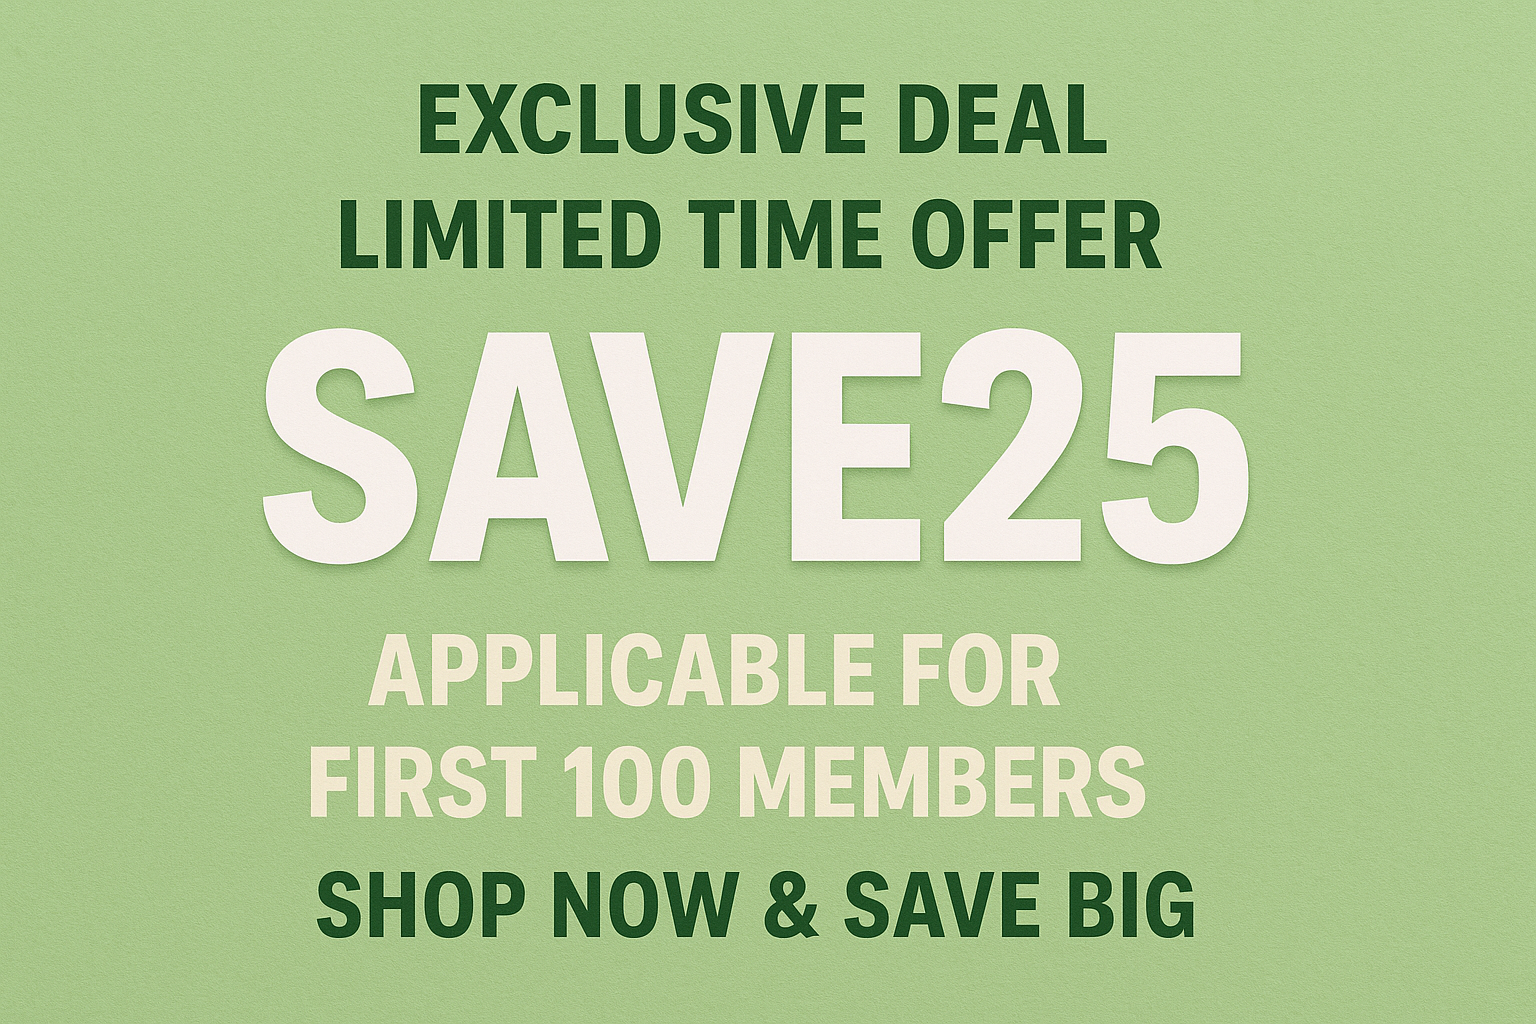 EXCLUSIVE DEAL
LIMITED TIME OFFER
SAVE25
APPLICABLE FOR
FIRST 100 MEMBERS
SHOP NOW & SAVE BIG